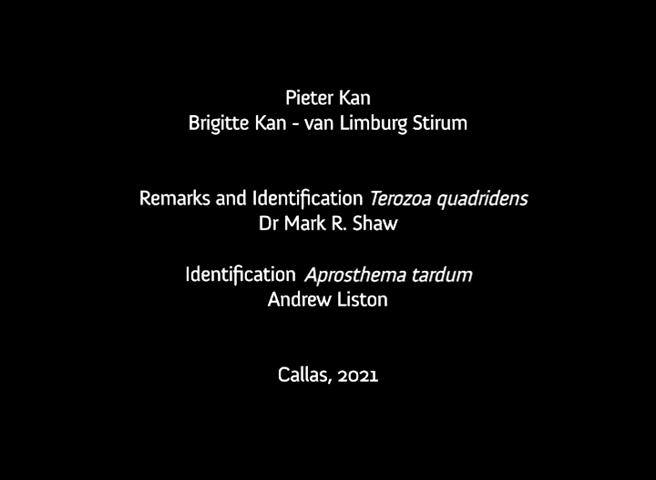 Pieter Kan
Brigitte Kan - van Limburg Stirum
Remarks and Identification Terozoa quadridens
Dr Mark R. Shaw
Identification Aprosthema tardum
Andrew Liston
Callas, 2021